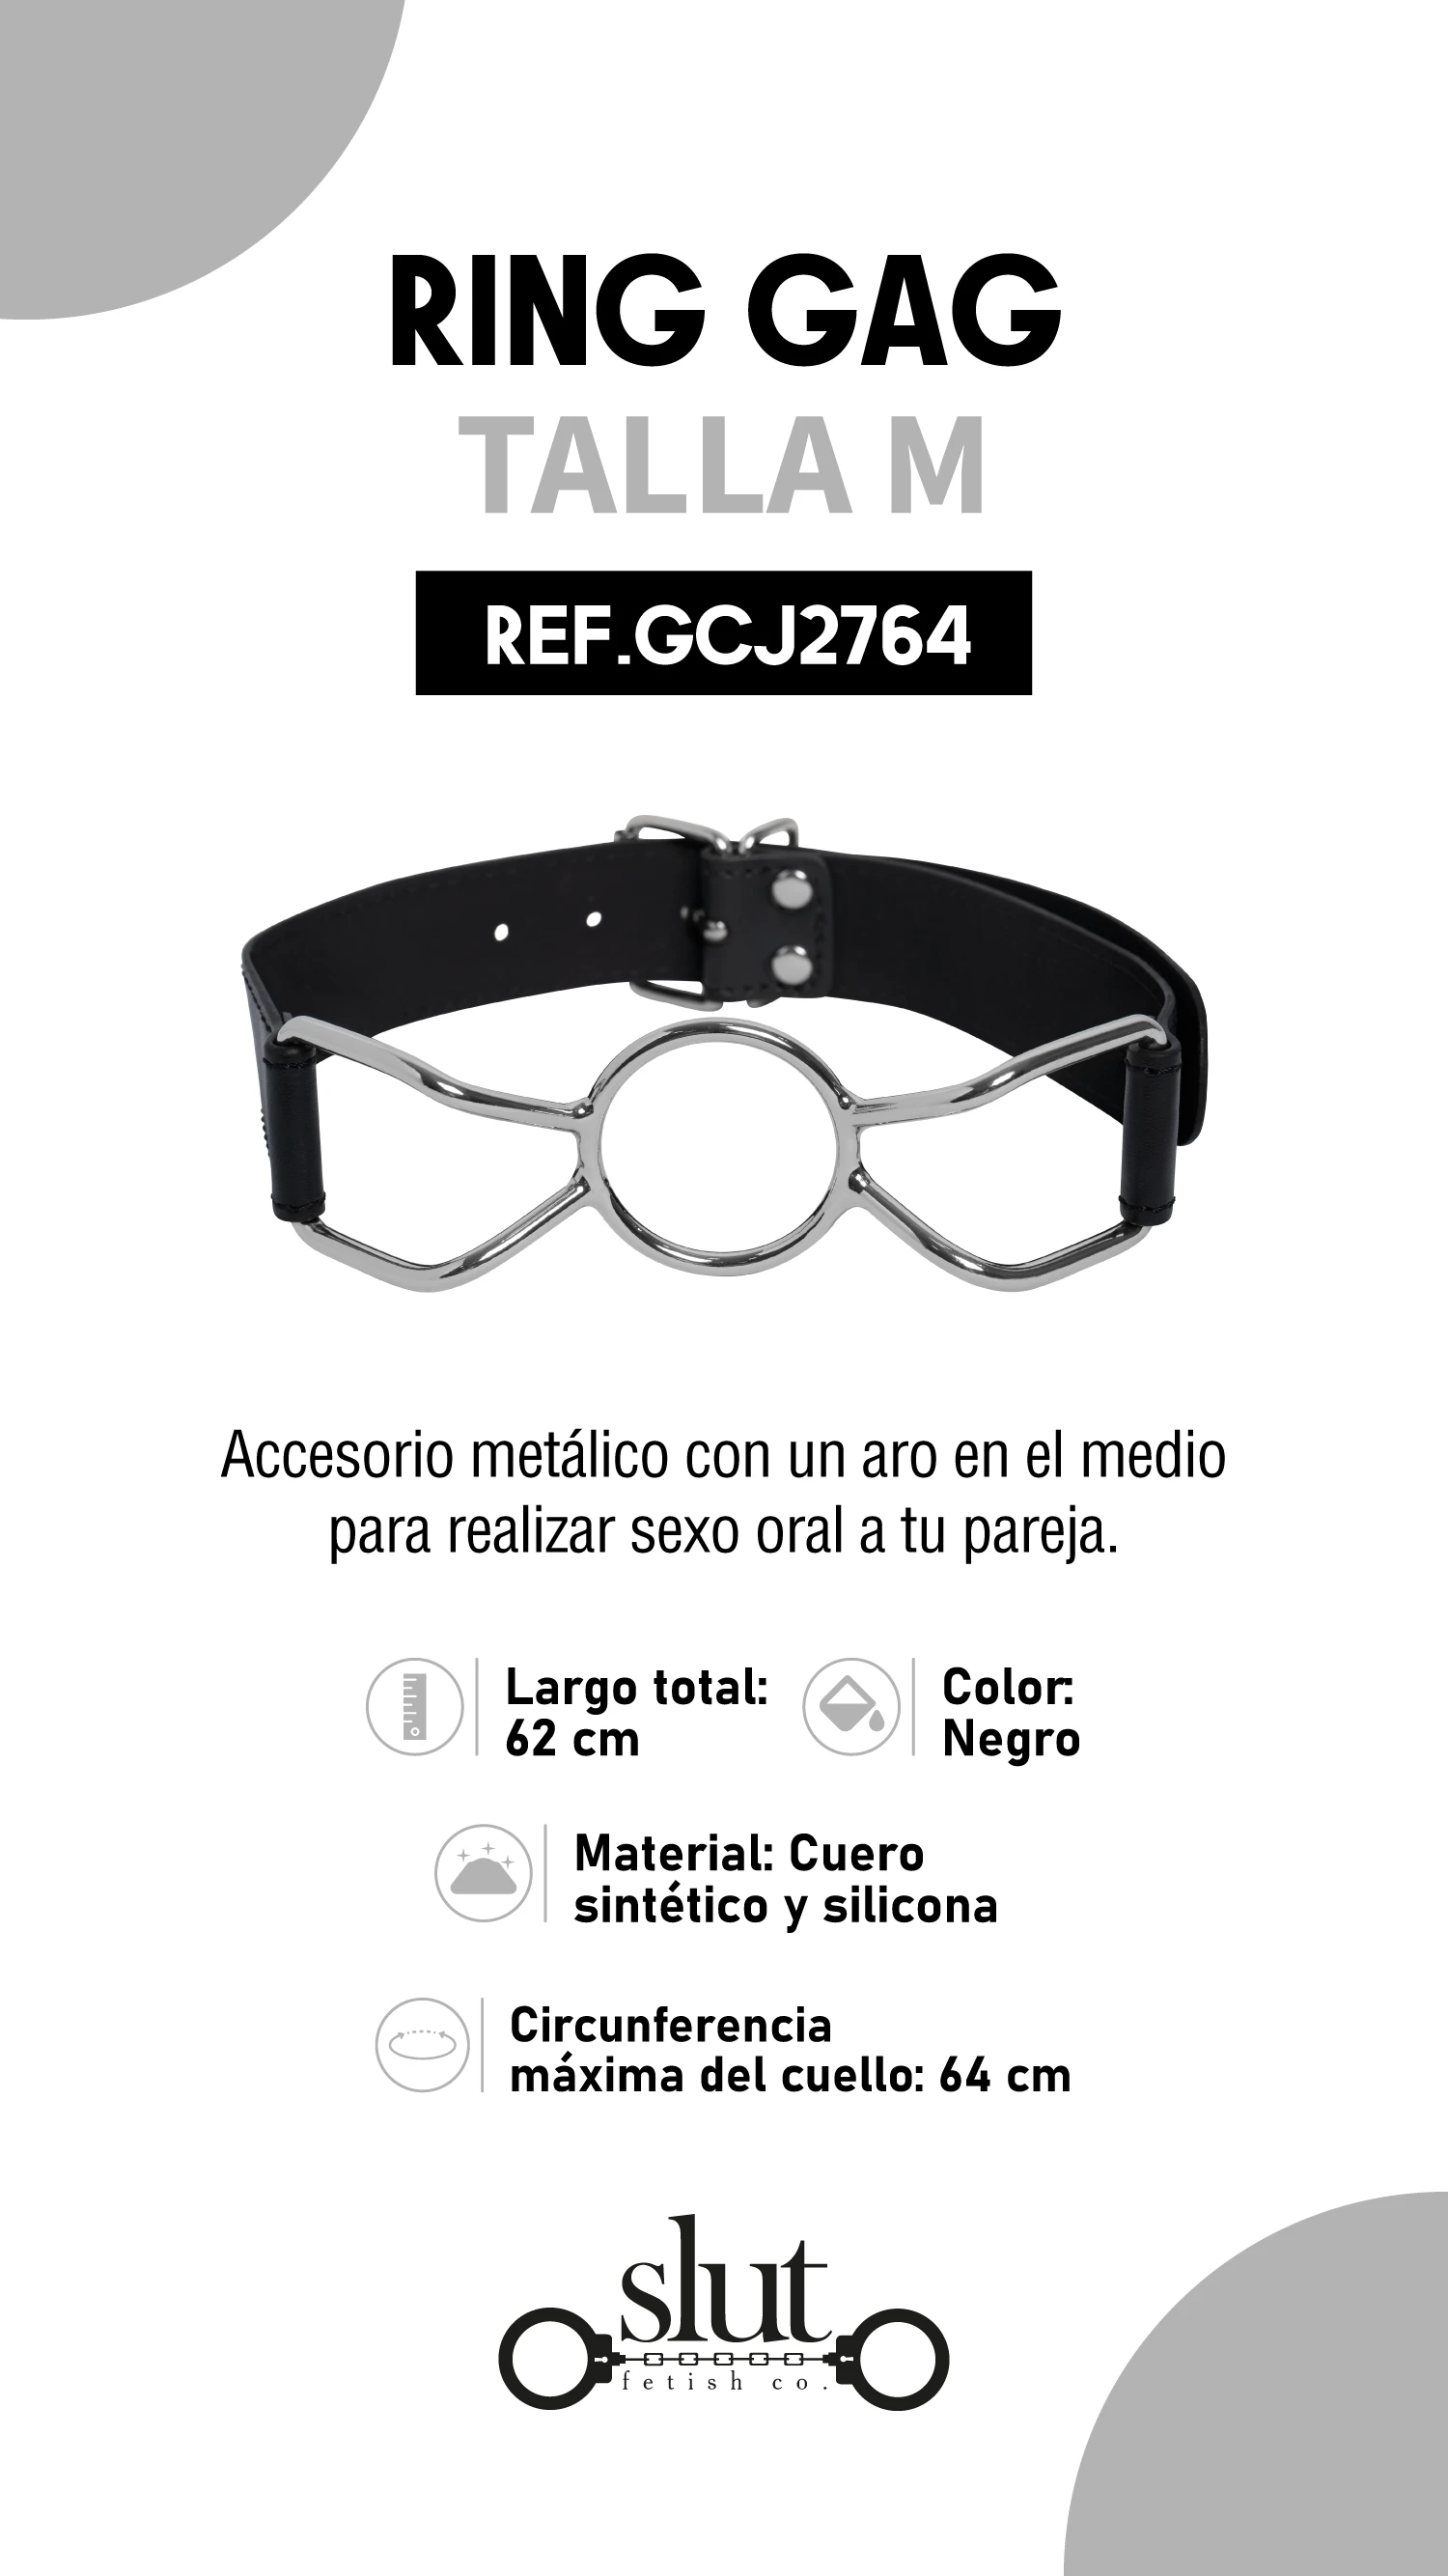 RING GAG
TALLA M
REF.GCJ2764
Accesorio metálico con un aro en el medio
para realizar sexo oral a tu pareja.
Largo total:
62 cm
Color:
Negro
Material: Cuero
sintético y silicona
Circunferencia
máxima del cuello: 64 cm
slut
fetish co.